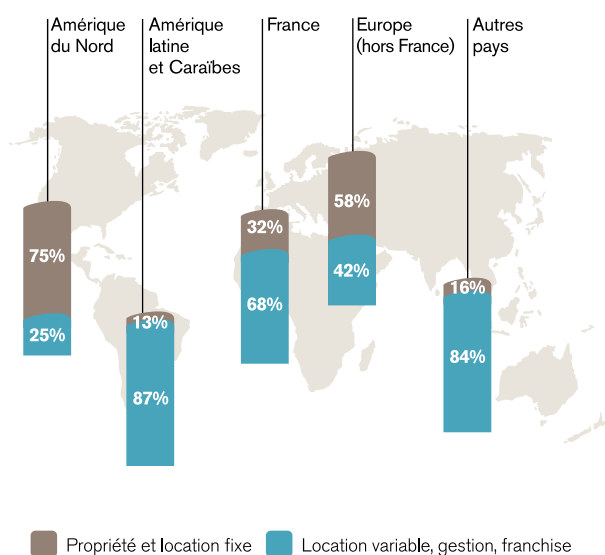 Amérique
du Nord
Amérique
latine
et Caraïbes
France
Europe
(hors France)
Autres
pays
75%
25%
13%
87%
32%
68%
58%
42%
16%
84%
Propriété et location fixe
Location variable, gestion, franchise